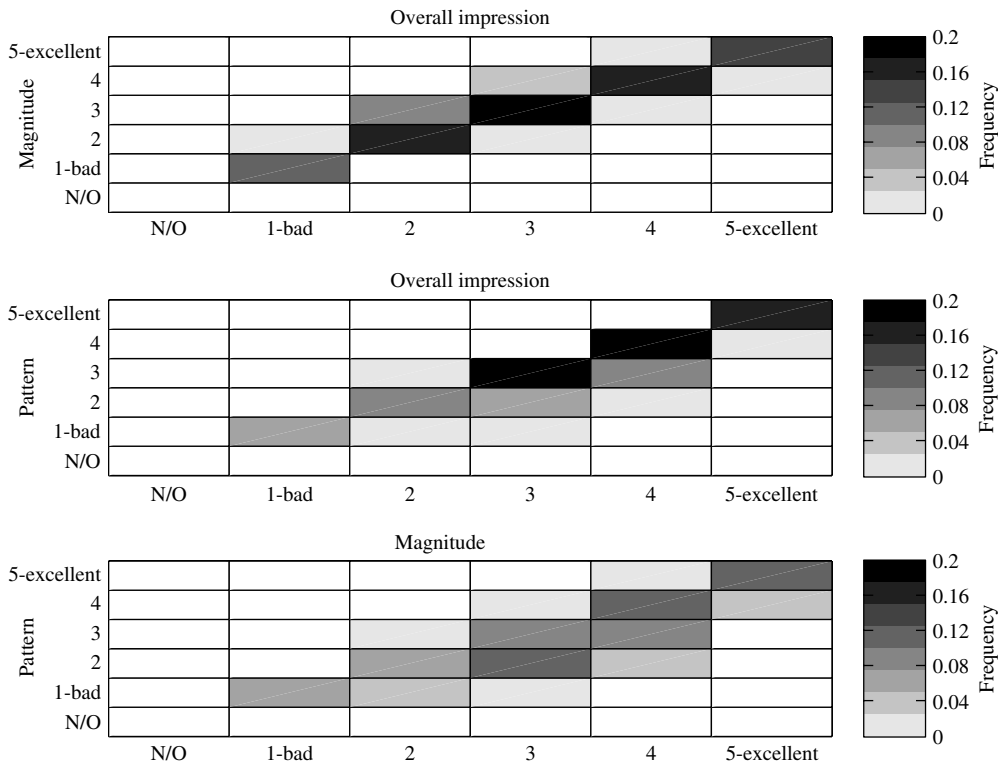 Overall impression
5-excellent
4
3
2
1-bad
N/O
Magnitude
N/O 1-bad 2 3 4 5-excellent
0.2
0.16
0.12
0.08
0.04
0
Frequency
Overall impression
5-excellent
4
3
2
1-bad
N/O
Pattern
N/O 1-bad 2 3 4 5-excellent
0.2
0.16
0.12
0.08
0.04
0
Frequency
Magnitude
5-excellent
4
3
2
1-bad
N/O
Pattern
N/O 1-bad 2 3 4 5-excellent
0.2
0.16
0.12
0.08
0.04
0
Frequency